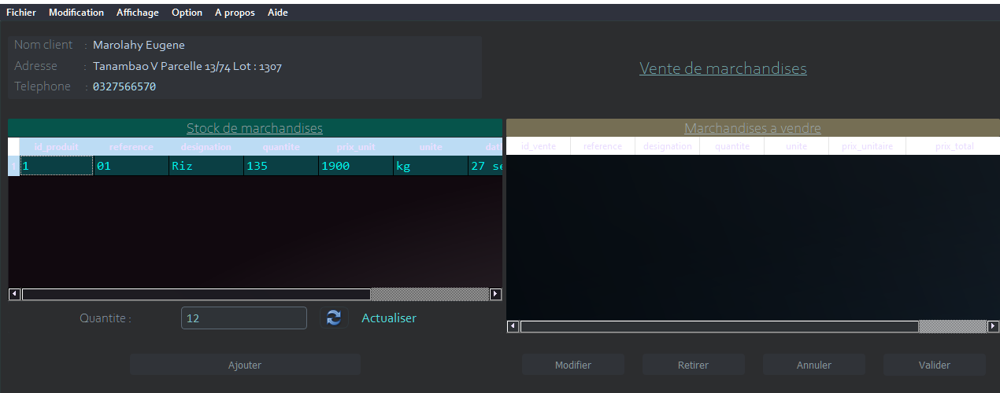 Fichier Modification Affichage Option A propos Aide
Nom client : Marolahy Eugene
Adresse : Tanambao V Parcelle 13/74 Lot : 1307
Telephone : 0327566570
Vente de marchandises
Stock de marchandises
id_produit reference designation quantite prix_unit unite dat
1 1 01 Riz 135 1900 kg 27 se
Quantite : 12 Actualiser
Ajouter
Marchandises a vendre
id_vente reference designation quantite unite prix_unitaire prix_total
Modifier Retirer Annuler Valider